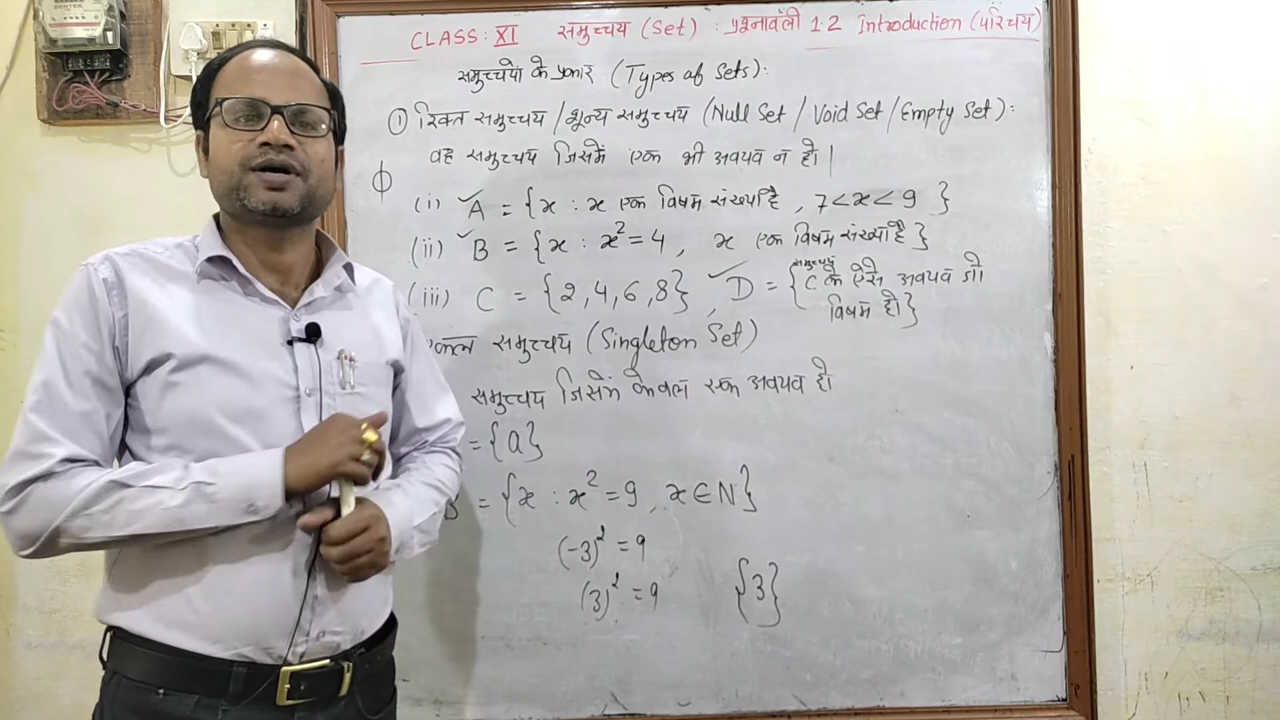 CLASS: XI समुच्चय (Set) : प्रश्नावली 1.2 Introduction (परिचय)
समुच्चयों के प्रकार (Types of Sets):
① रिक्त समुच्चय / शून्य समुच्चय (Null Set / Void Set / Empty Set):
वह समुच्चय जिसमें एक भी अवयव न हो|
ϕ
(i) ✓ A = {x : x एक विषम संख्या है, 7<x<9 }
(ii) ✓ B = {x : x² = 4, x एक विषम संख्या है}
(iii) C = {2,4,6,8}, ✓ D = {समुच्चय C के ऐसे अवयव जो
विषम हो}
एकल समुच्चय (Singleton Set)
समुच्चय जिसमें केवल एक अवयव हो
= {a}
B = {x : x² = 9, x ∈ N}
(-3)² = 9
(3)² = 9 {3}